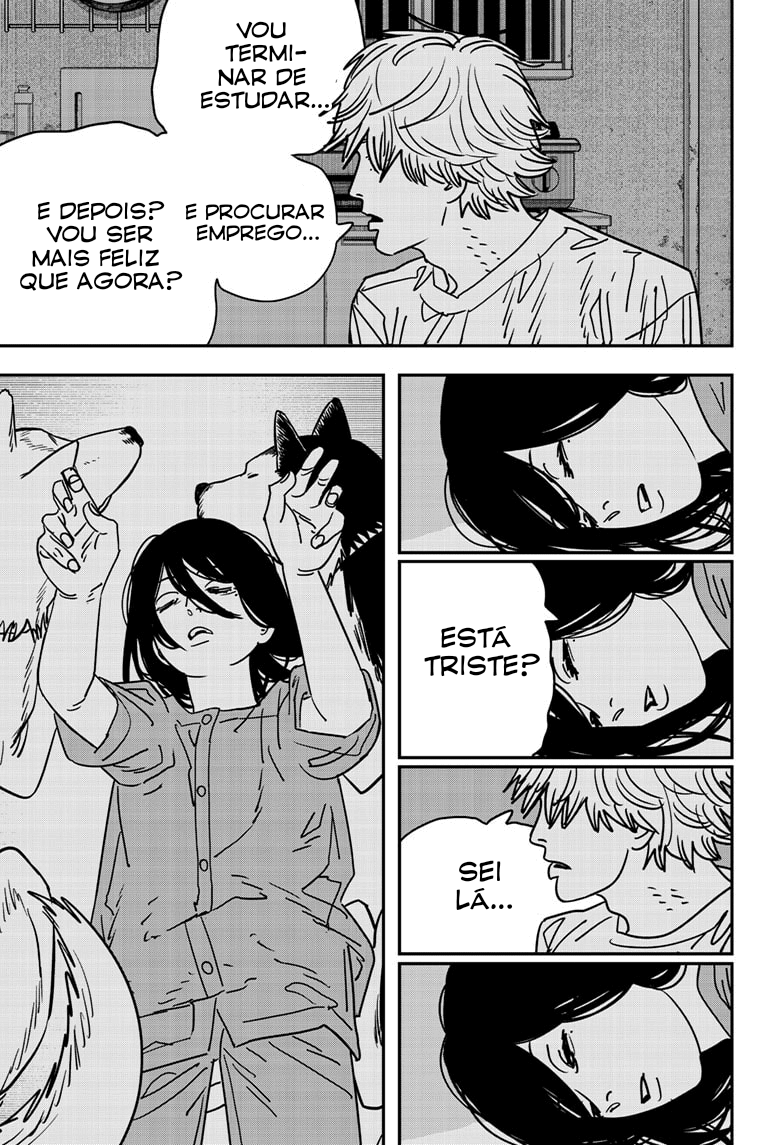 VOU
TERMI-
NAR DE
ESTUDAR...
E PROCURAR
EMPREGO...
E DEPOIS?
VOU SER
MAIS FELIZ
QUE AGORA?
ESTÁ
TRISTE?
SEI
LÁ...